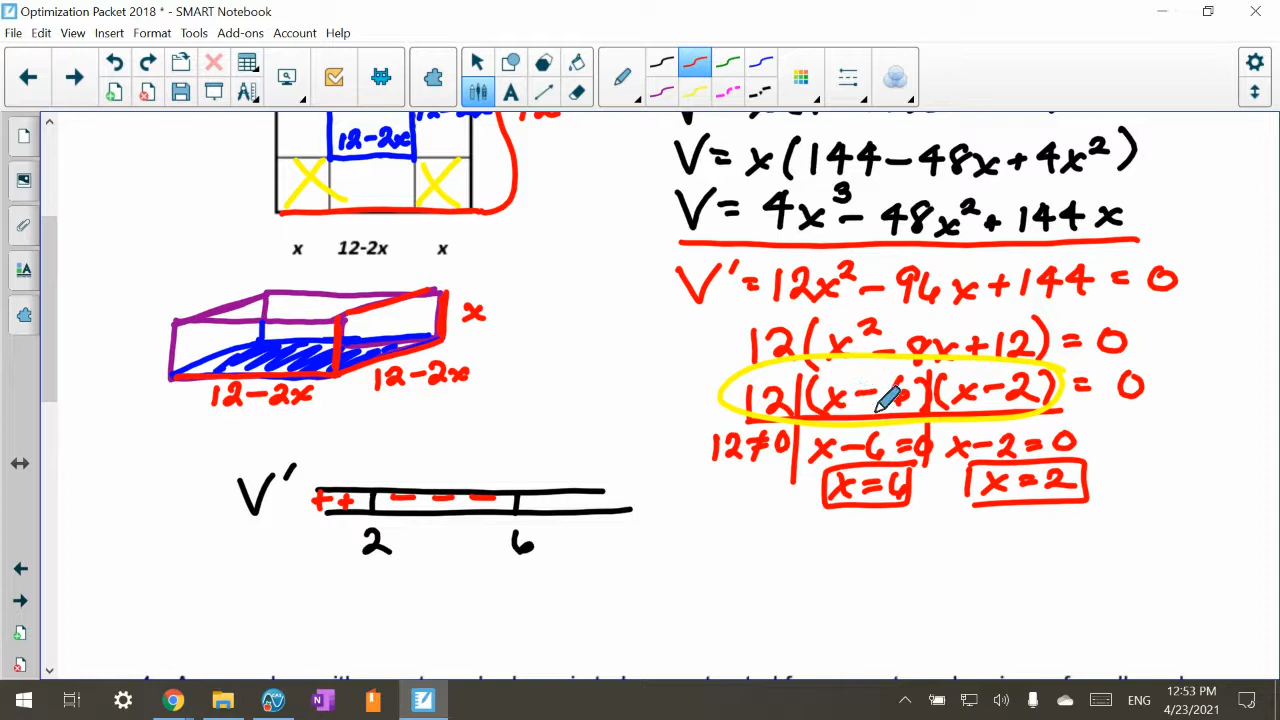 Optimization Packet 2018 * - SMART Notebook
File Edit View Insert Format Tools Add-ons Account Help
12-2x
x 12-2x x
x
12-2x
12-2x
V= x(144-48x+4x²)
V= 4x³-48x²+144x
V'=12x²-96x+144=0
12(x²-8x+12)=0
12|(x-6)|(x-2)=0
12≠0 | x-6=0 | x-2=0
x=6 x=2
V' ++ | - - - |
2 6
ENG
12:53 PM
4/23/2021